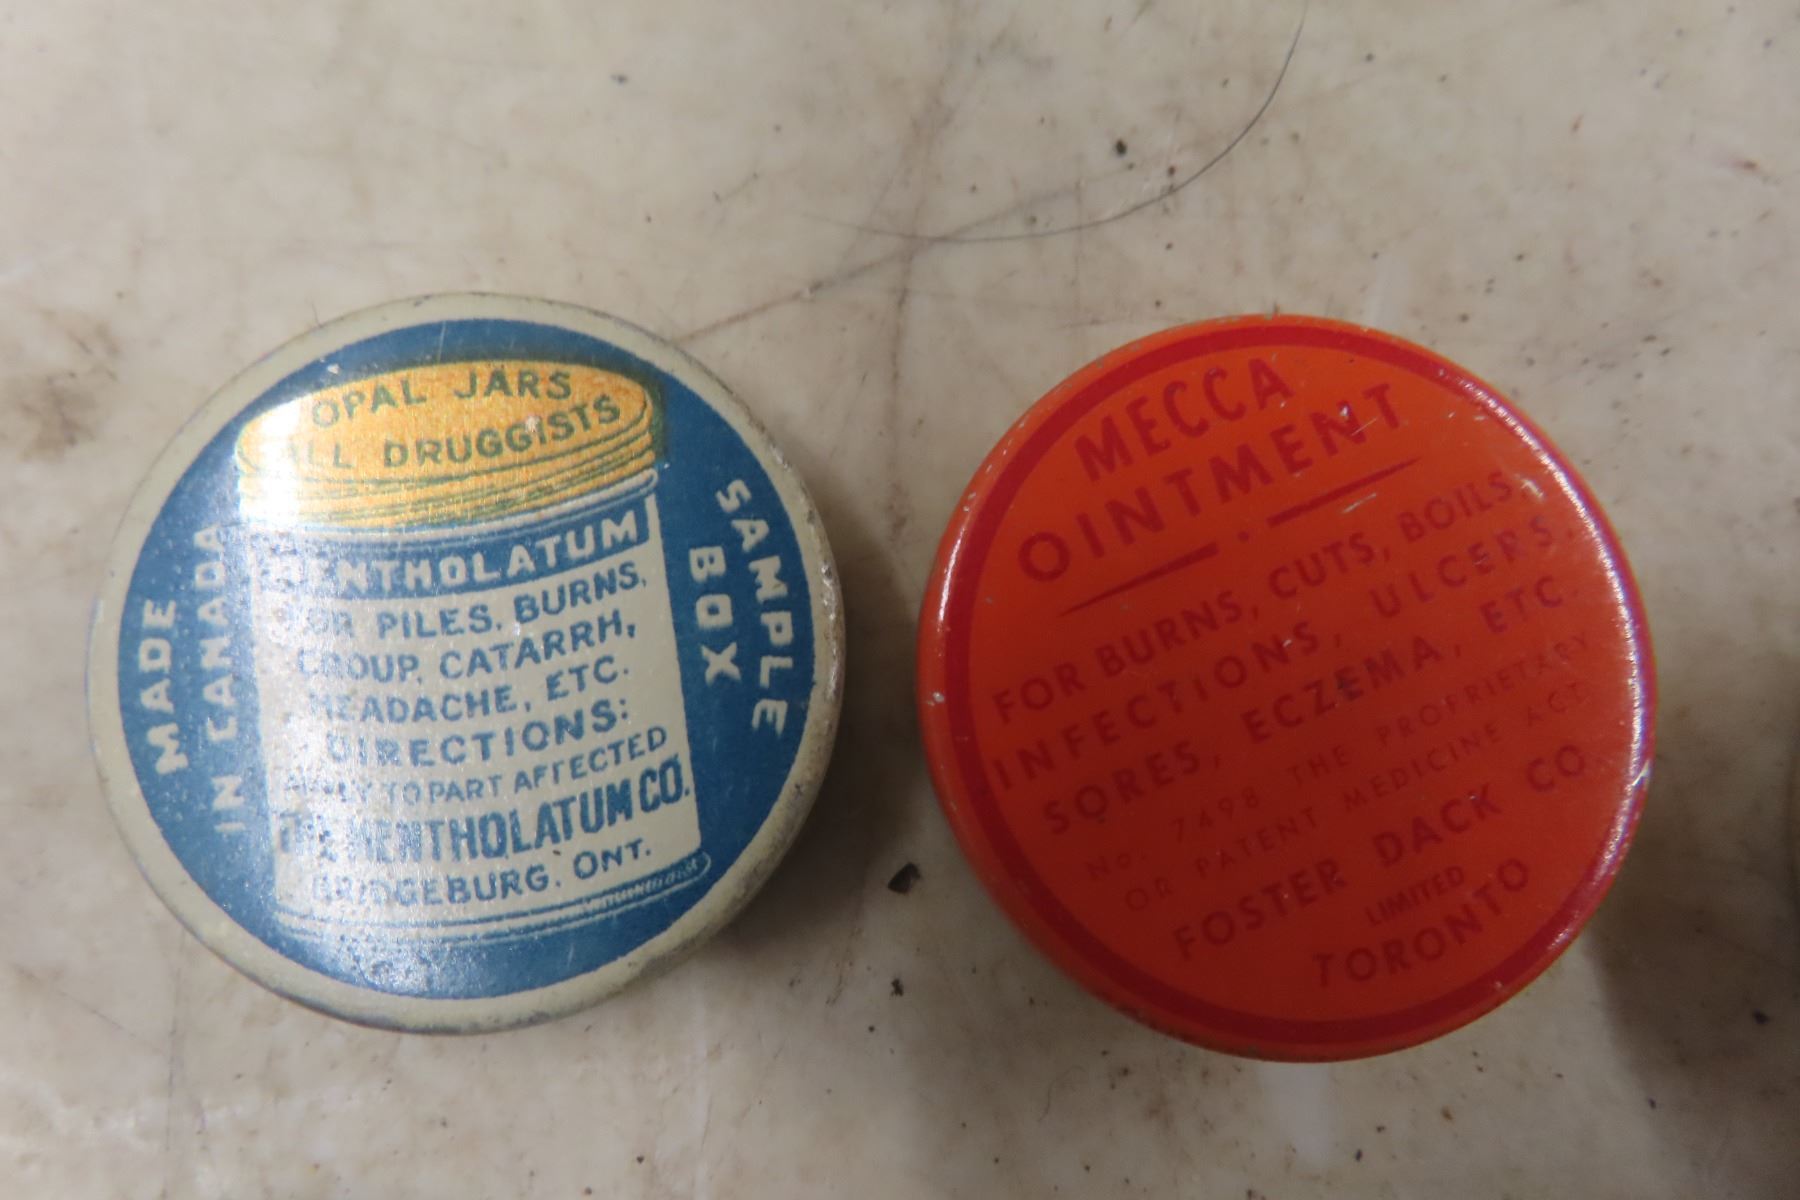 OPAL JARS
ALL DRUGGISTS
MENTHOLATUM
FOR PILES, BURNS,
CROUP, CATARRH,
HEADACHE, ETC.
DIRECTIONS:
APPLY TO PART AFFECTED
THE MENTHOLATUM CO.
BRIDGEBURG, ONT.
MADE
IN CANADA
SAMPLE
BOX
MECCA
OINTMENT
FOR BURNS, CUTS, BOILS,
INFECTIONS, ULCERS,
SORES, ECZEMA, ETC.
No. 7498 THE PROPRIETARY
OR PATENT MEDICINE ACT
FOSTER DACK CO.
LIMITED
TORONTO